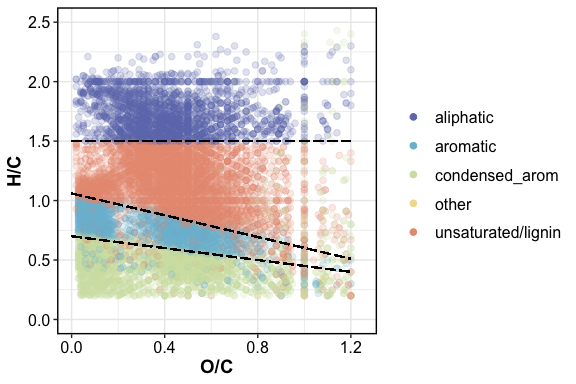 2.5
2.0
1.5
1.0
0.5
0.0
H/C
0.0 0.4 0.8 1.2
O/C
aliphatic
aromatic
condensed_arom
other
unsaturated/lignin